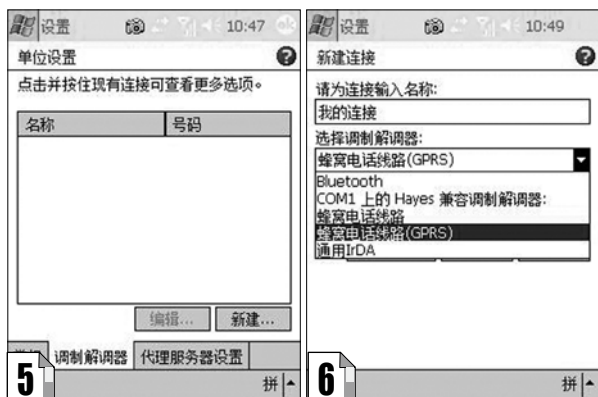 设置 10:47 ok
单位设置
点击并按住现有连接可查看更多选项。
名称 号码
编辑... 新建...
调制解调器 代理服务器设置
拼
5
设置 10:49
新建连接
请为连接输入名称:
我的连接
选择调制解调器:
蜂窝电话线路(GPRS)
Bluetooth
COM1 上的 Hayes 兼容调制解调器:
蜂窝电话线路
蜂窝电话线路(GPRS)
通用IrDA
拼
6